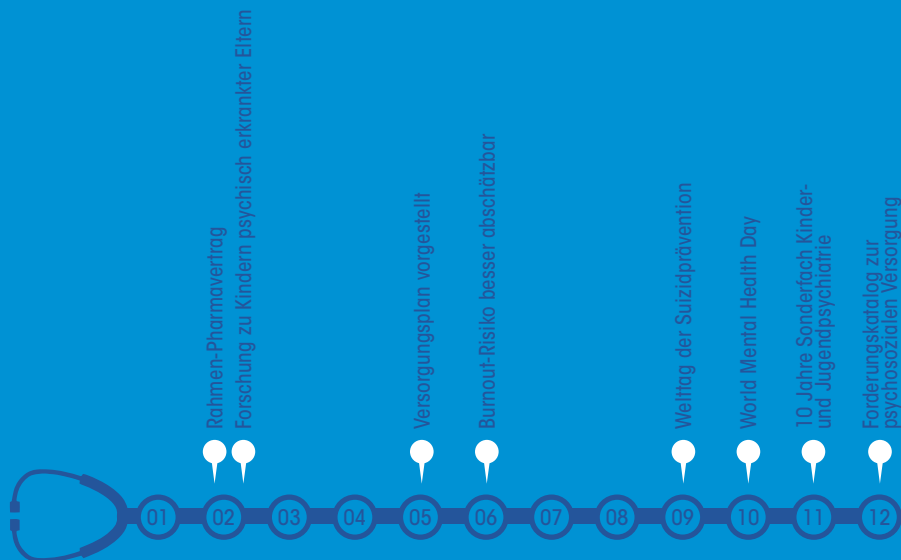 Rahmen-Pharmavertrag
Forschung zu Kindern psychisch erkrankter Eltern
Versorgungsplan vorgestellt
Burnout-Risiko besser abschätzbar
Welttag der Suizidprävention
World Mental Health Day
10 Jahre Sonderfach Kinder-
und Jugendpsychiatrie
Forderungskatalog zur
psychosozialen Versorgung
01
02
03
04
05
06
07
08
09
10
11
12